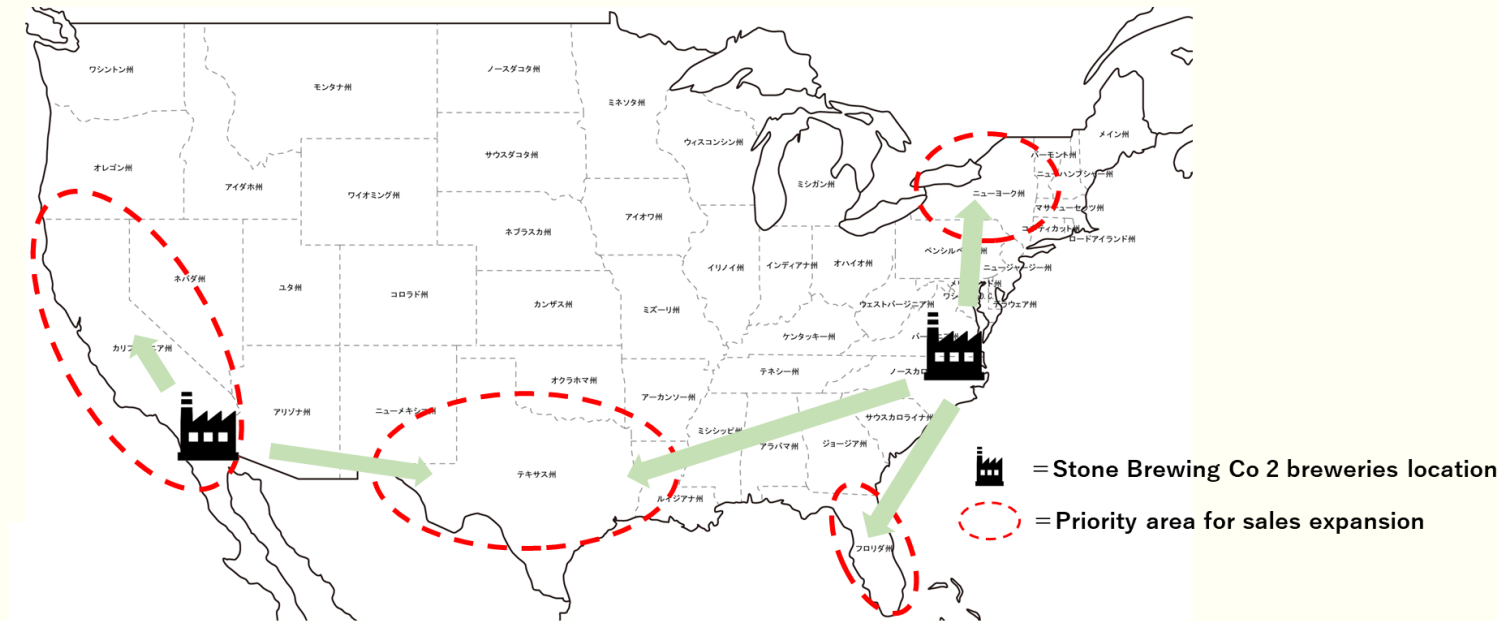 ワシントン州
モンタナ州
ノースダコタ州
ミネソタ州
メイン州
オレゴン州
アイダホ州
ワイオミング州
サウスダコタ州
ウィスコンシン州
ミシガン州
ニューヨーク州
バーモント州
ニューハンプシャー州
マサチューセッツ州
ロードアイランド州
ネバダ州
ユタ州
コロラド州
ネブラスカ州
アイオワ州
イリノイ州
インディアナ州
オハイオ州
ニュージャージー州
カンザス州
ミズーリ州
ウェストバージニア州
デラウェア州
ケンタッキー州
テネシー州
アリゾナ州
オクラホマ州
アーカンソー州
サウスカロライナ州
アラバマ州
ジョージア州
テキサス州
ルイジアナ州
フロリダ州
=Stone Brewing Co 2 breweries location
=Priority area for sales expansion